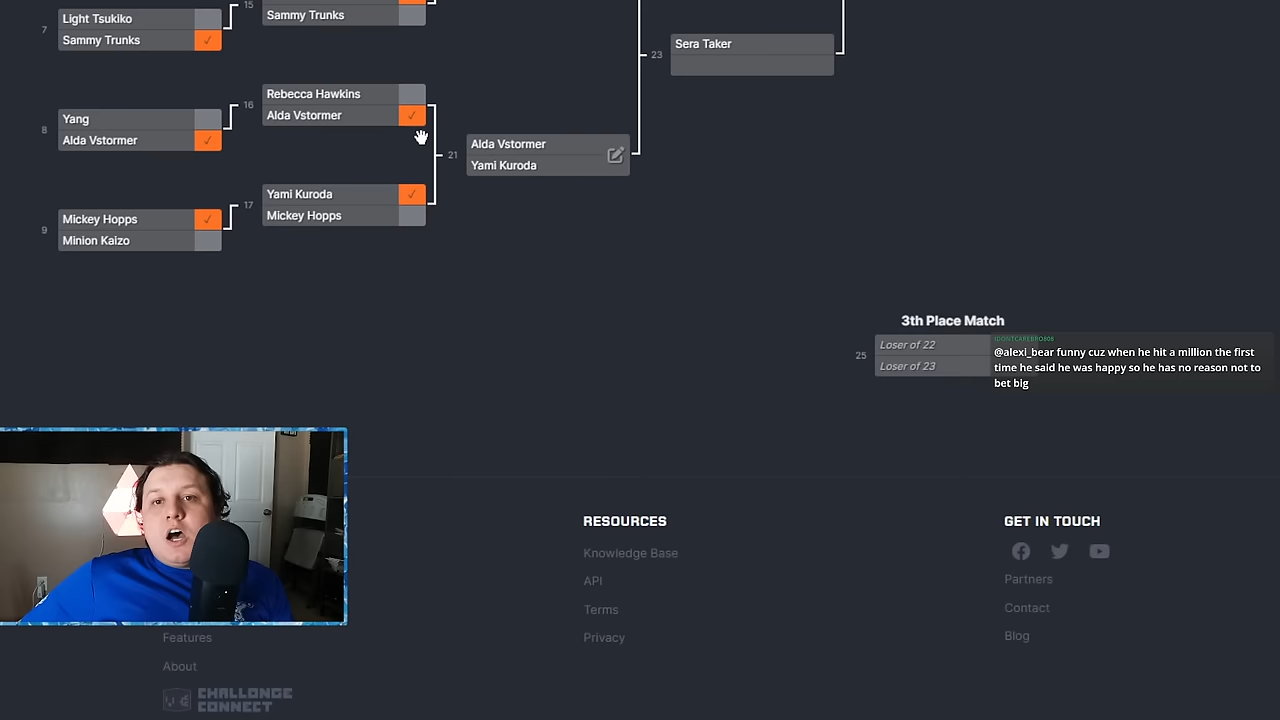 15
7
Light Tsukiko
Sammy Trunks
Sammy Trunks
Sera Taker
23
8
Yang
Alda Vstormer
16
Rebecca Hawkins
Alda Vstormer
21
Alda Vstormer
Yami Kuroda
17
Yami Kuroda
Mickey Hopps
9
Mickey Hopps
Minion Kaizo
3th Place Match
25
Loser of 22
Loser of 23
IDONTCAREBRO808
@alexi_bear funny cuz when he hit a million the first
time he said he was happy so he has no reason not to
bet big
RESOURCES
Knowledge Base
API
Terms
Privacy
GET IN TOUCH
Partners
Contact
Blog
Features
About
CHALLONGE
CONNECT